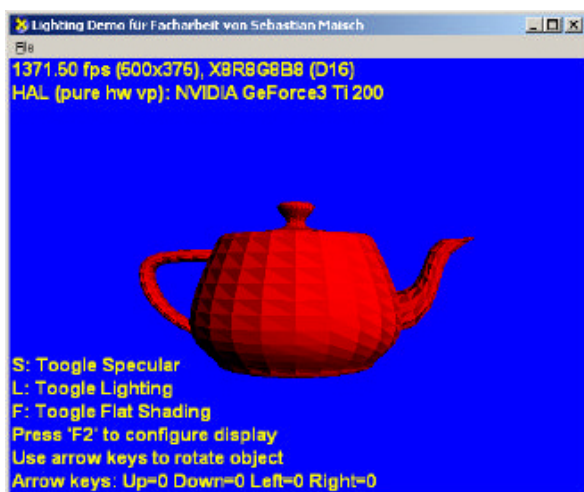 Lighting Demo für Facharbeit von Sebastian Maisch
File
1371.50 fps (500x375), X8R8G8B8 (D16)
HAL (pure hw vp): NVIDIA GeForce3 Ti 200
S: Toogle Specular
L: Toogle Lighting
F: Toogle Flat Shading
Press 'F2' to configure display
Use arrow keys to rotate object
Arrow keys: Up=0 Down=0 Left=0 Right=0